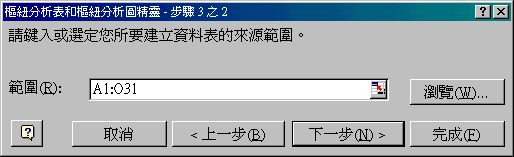 樞紐分析表和樞紐分析圖精靈 - 步驟 3 之 2
請鍵入或選定您所要建立資料表的來源範圍。
範圍(R): A1:O31 瀏覽(W)...
取消 < 上一步(B) 下一步(N) > 完成(F)